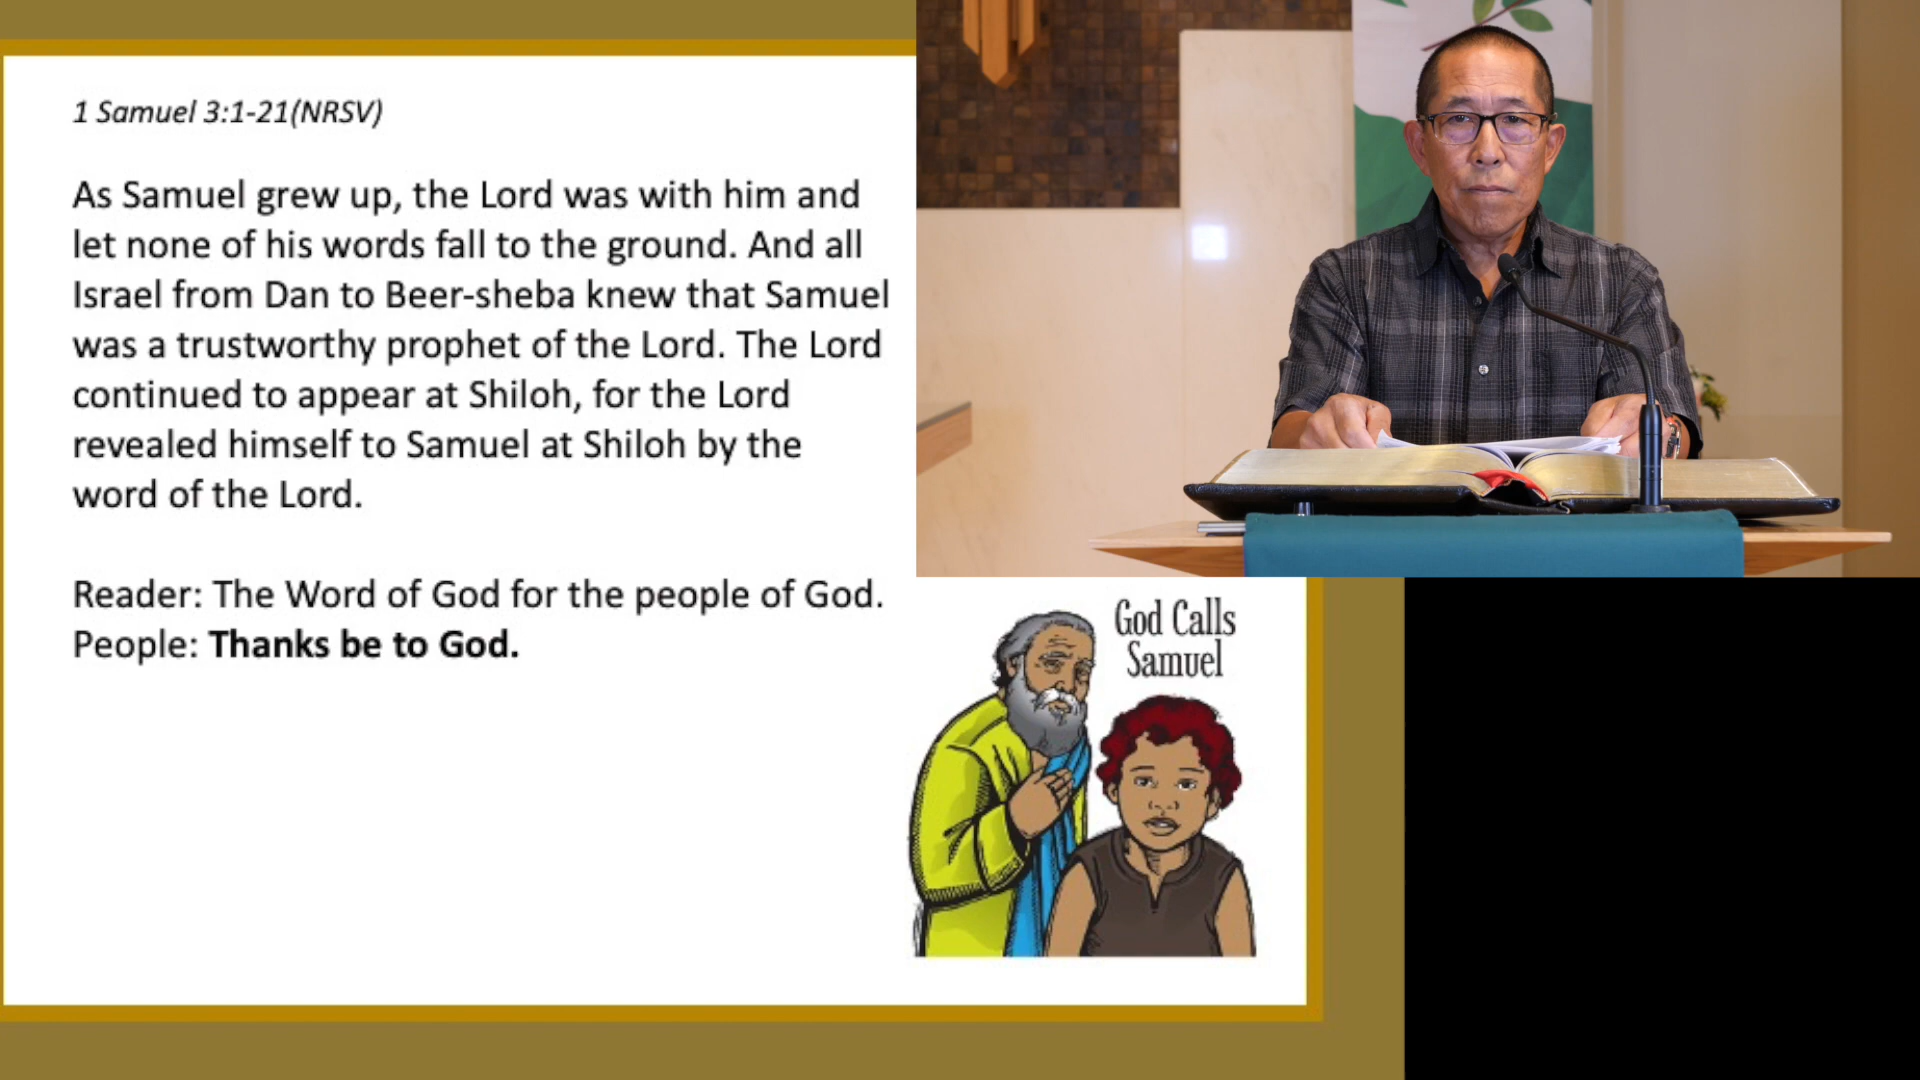 1 Samuel 3:1-21(NRSV)
As Samuel grew up, the Lord was with him and
let none of his words fall to the ground. And all
Israel from Dan to Beer-sheba knew that Samuel
was a trustworthy prophet of the Lord. The Lord
continued to appear at Shiloh, for the Lord
revealed himself to Samuel at Shiloh by the
word of the Lord.
Reader: The Word of God for the people of God.
People: Thanks be to God.
God Calls
Samuel